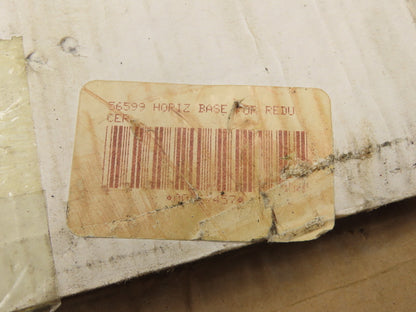 56599 HORIZ BASE FOR REDU
CER